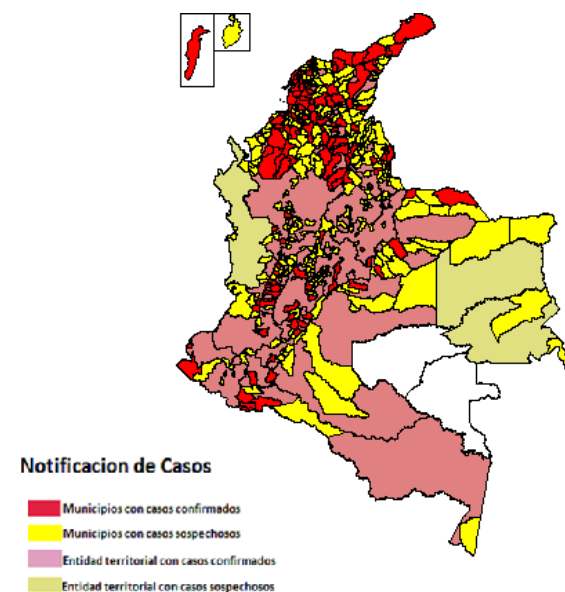 Notificacion de Casos
Municipios con casos confirmados
Municipios con casos sospechosos
Entidad territorial con casos confirmados
Entidad territorial con casos sospechosos